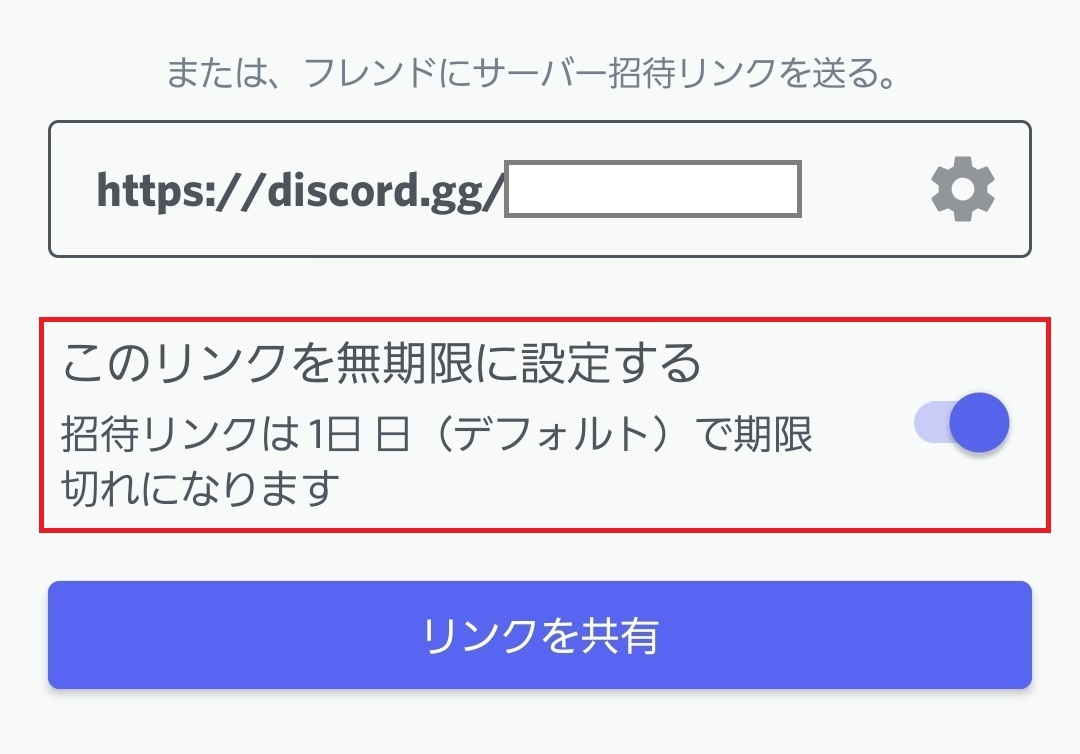 または、フレンドにサーバー招待リンクを送る。
https://discord.gg/
このリンクを無期限に設定する
招待リンクは 1日 日（デフォルト）で期限
切れになります
リンクを共有